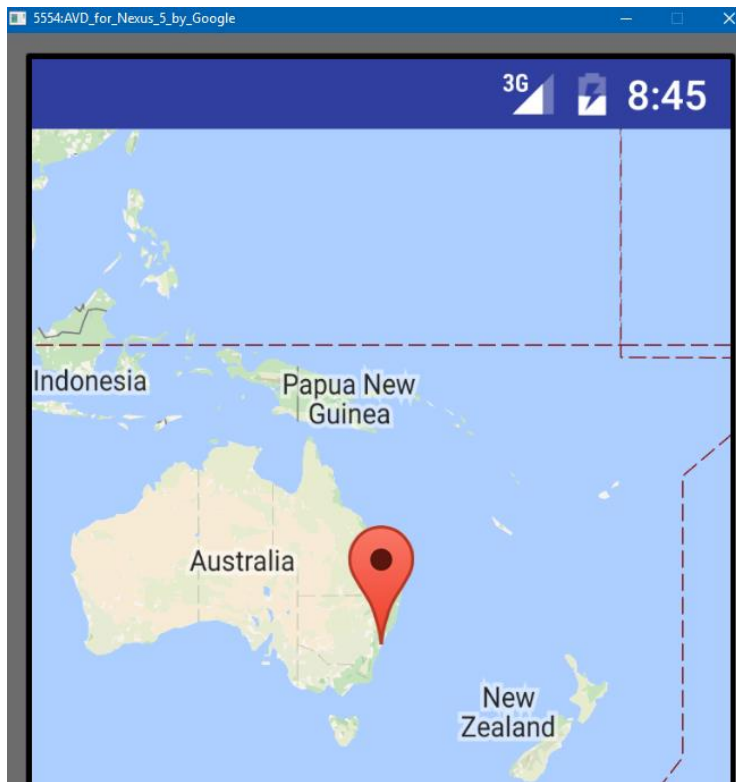 5554:AVD_for_Nexus_5_by_Google
3G 8:45
Indonesia
Papua New
Guinea
Australia
New
Zealand